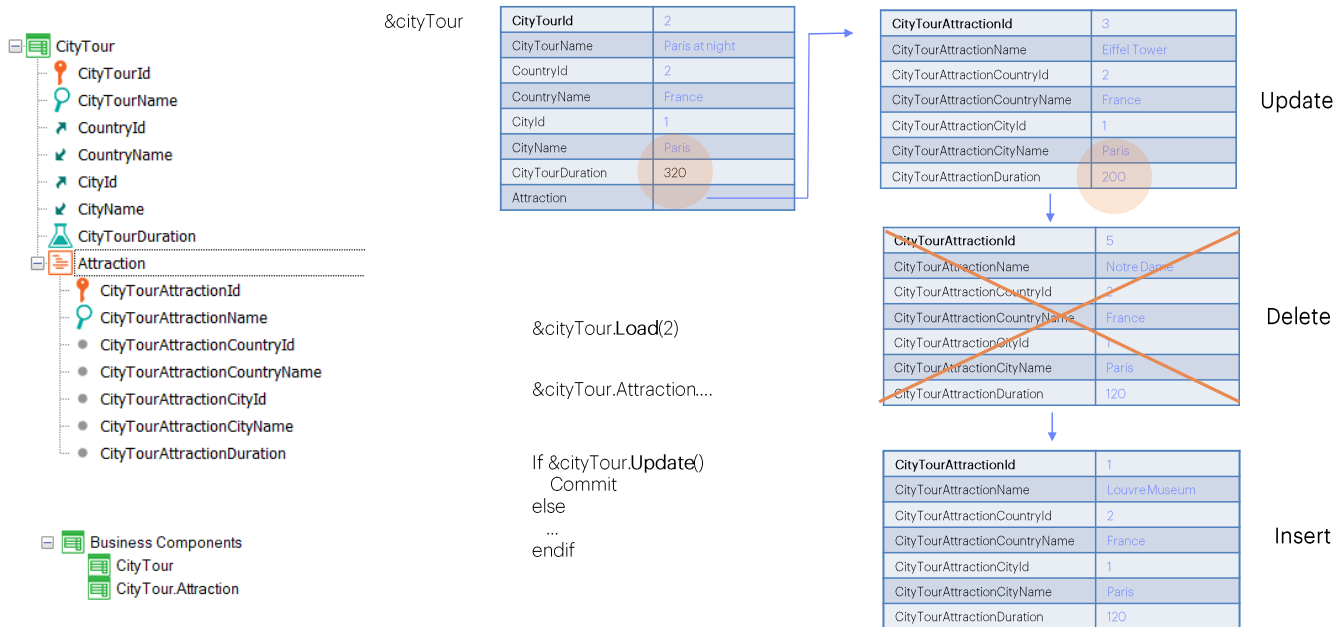 CityTour
CityTourId
CityTourName
CountryId
CountryName
CityId
CityName
CityTourDuration
Attraction
CityTourAttractionId
CityTourAttractionName
CityTourAttractionCountryId
CityTourAttractionCountryName
CityTourAttractionCityId
CityTourAttractionCityName
CityTourAttractionDuration
Business Components
CityTour
CityTour.Attraction
&cityTour
CityTourId 2
CityTourName Paris at night
CountryId 2
CountryName France
CityId 1
CityName Paris
CityTourDuration 320
Attraction
&cityTour.Load(2)
&cityTour.Attraction....
If &cityTour.Update()
Commit
else
...
endif
CityTourAttractionId 3
CityTourAttractionName Eiffel Tower
CityTourAttractionCountryId 2
CityTourAttractionCountryName France
CityTourAttractionCityId 1
CityTourAttractionCityName Paris
CityTourAttractionDuration 200
Update
CityTourAttractionId 5
CityTourAttractionName Notre Dame
CityTourAttractionCountryId 2
CityTourAttractionCountryName France
CityTourAttractionCityId 1
CityTourAttractionCityName Paris
CityTourAttractionDuration 120
Delete
CityTourAttractionId 1
CityTourAttractionName Louvre Museum
CityTourAttractionCountryId 2
CityTourAttractionCountryName France
CityTourAttractionCityId 1
CityTourAttractionCityName Paris
CityTourAttractionDuration 120
Insert